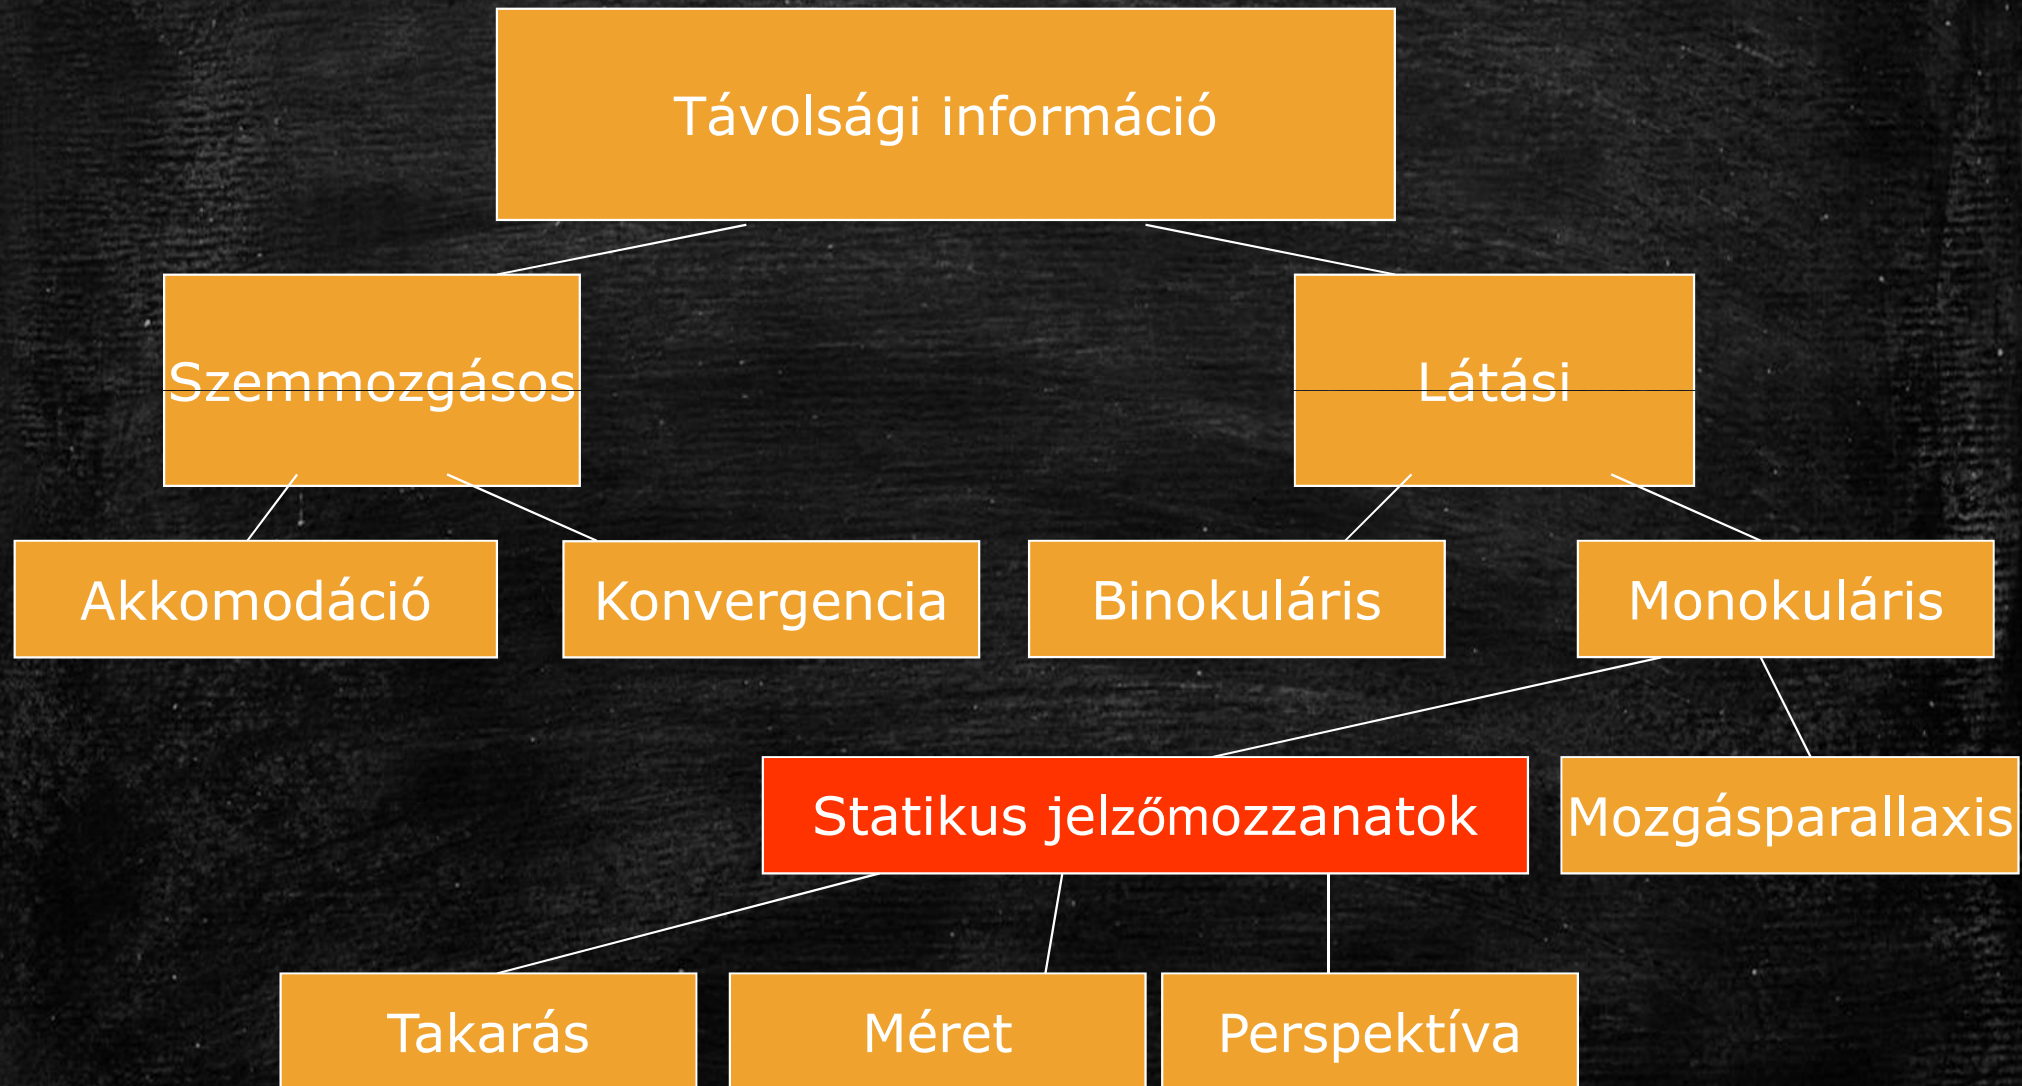 Távolsági információ
Szemmozgásos
Látási
Akkomodáció
Konvergencia
Binokuláris
Monokuláris
Statikus jelzőmozzanatok
Mozgásparallaxis
Takarás
Méret
Perspektíva